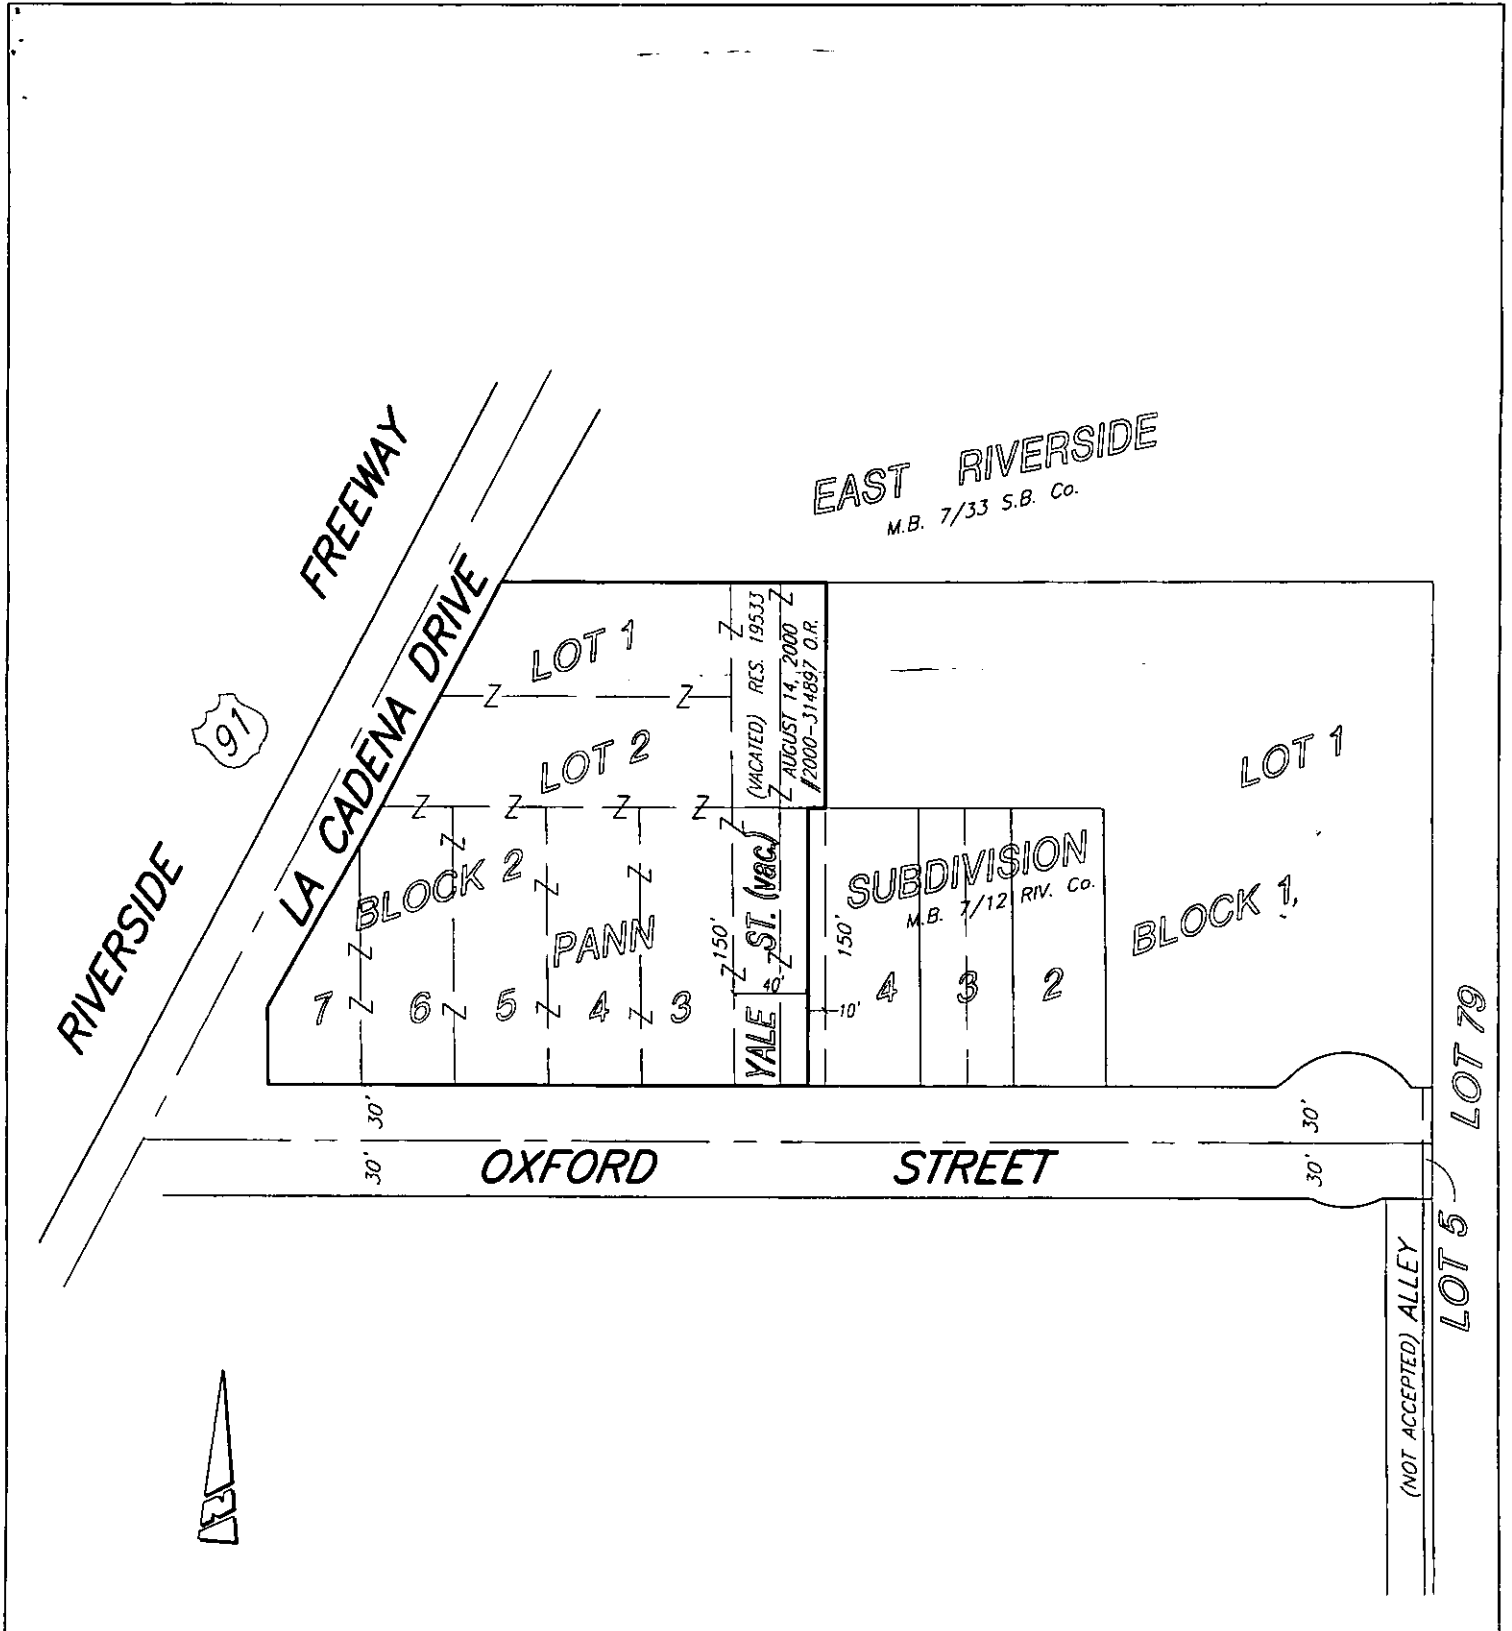 EAST RIVERSIDE
M.B. 7/33 S.B. Co.
RIVERSIDE FREEWAY
91
LA CADENA DRIVE
LOT 1
LOT 2
(VACATED) RES. 19533
AUGUST 14, 2000
#2000-314897 O.R.
LOT 1
BLOCK 2
PANN
SUBDIVISION
M.B. 7/12 RIV. Co.
BLOCK 1,
YALE ST. (vac.)
150'
40'
150'
10'
7
6
5
4
3
4
3
2
LOT 79
30'
30'
OXFORD STREET
30'
30'
LOT 5
(NOT ACCEPTED) ALLEY
N